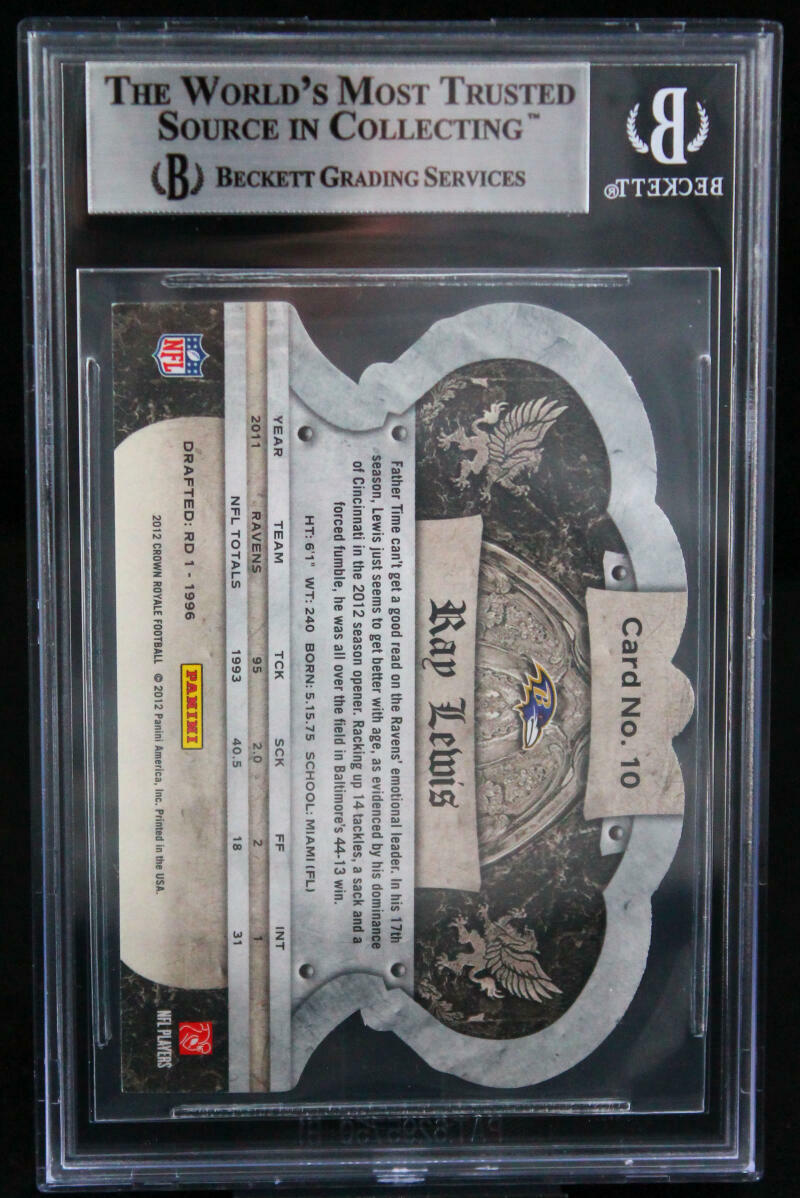 THE WORLD'S MOST TRUSTED
SOURCE IN COLLECTING™
B BECKETT GRADING SERVICES
B
BECKETT®
Card No. 10
B
Ray Lewis
Father Time can't get a good read on the Ravens' emotional leader. In his 17th
season, Lewis just seems to get better with age, as evidenced by his dominance
of Cincinnati in the 2012 season opener. Racking up 14 tackles, a sack and a
forced fumble, he was all over the field in Baltimore's 44-13 win.
HT: 6'1" WT: 240 BORN: 5.15.75 SCHOOL: MIAMI (FL)
YEAR TEAM TCK SCK FF INT
2011 RAVENS 95 2.0 2 1
NFL TOTALS 1993 40.5 18 31
NFL
DRAFTED: RD 1 - 1996
PANINI
2012 CROWN ROYALE FOOTBALL © 2012 Panini America, Inc. Printed in the USA.
NFL PLAYERS